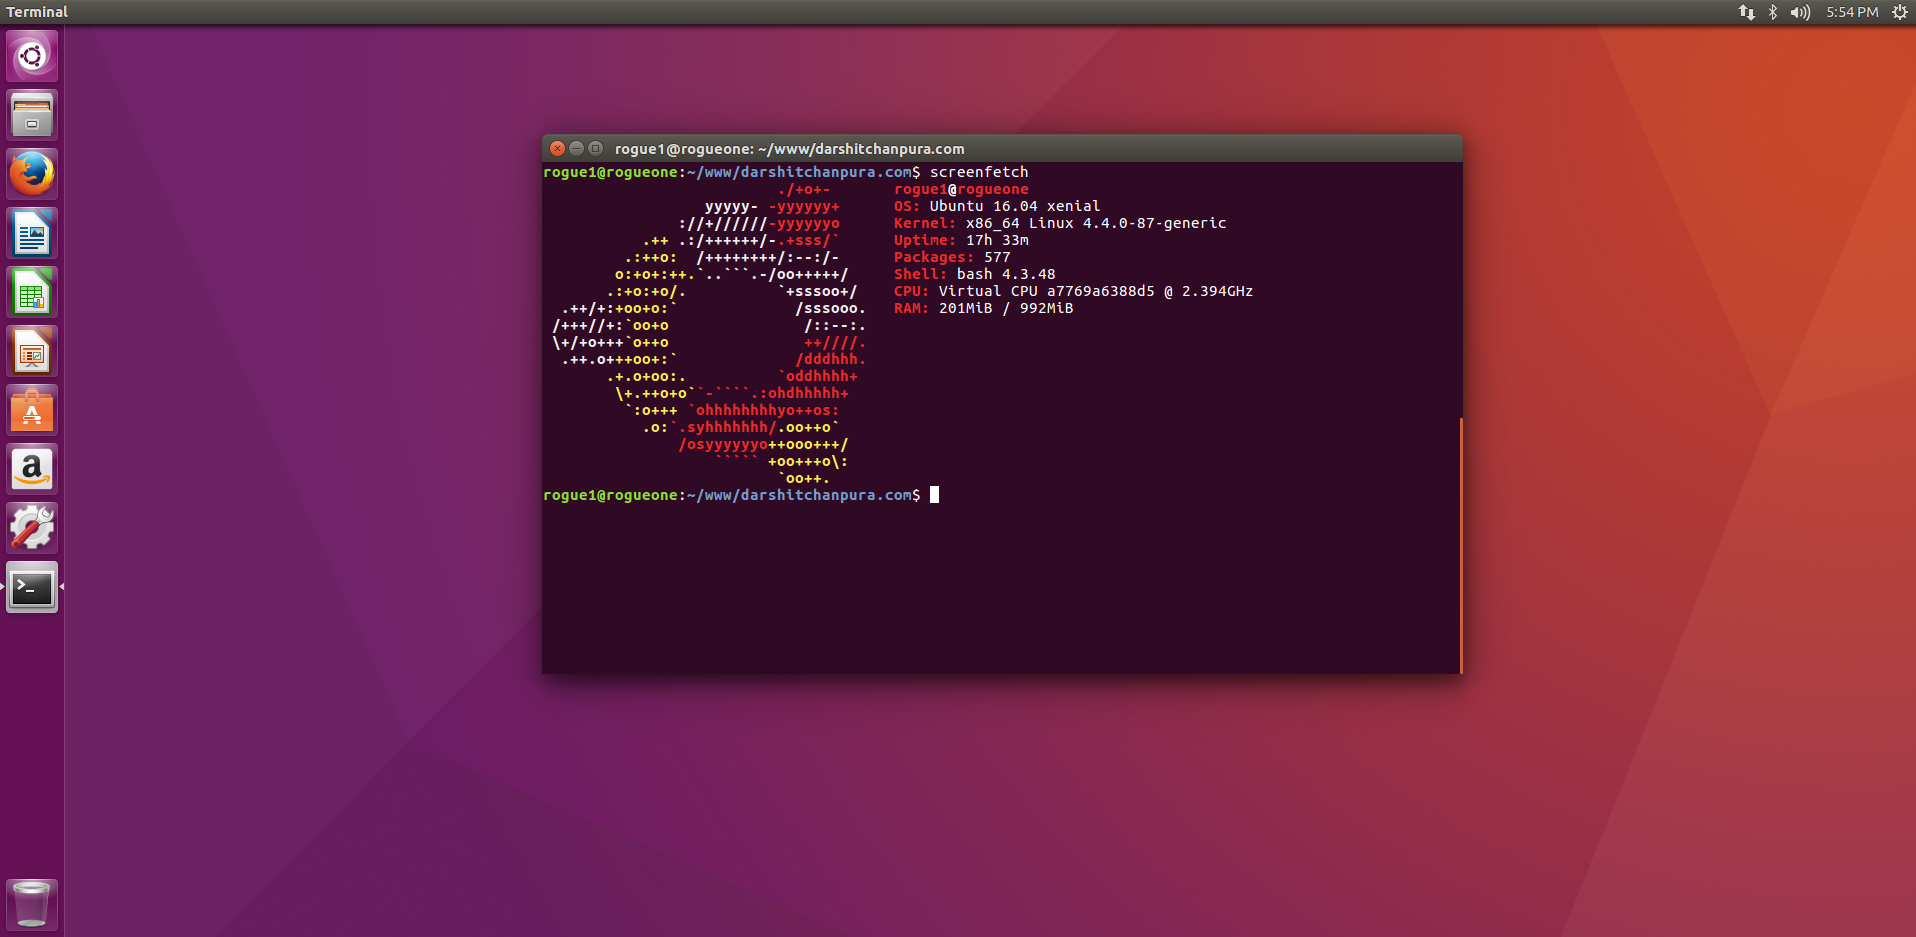 Terminal
5:54 PM
rogue1@rogueone: ~/www/darshitchanpura.com
rogue1@rogueone:~/www/darshitchanpura.com$ screenfetch
                          ./+o+-       rogue1@rogueone
                  yyyyy- -yyyyyy+      OS: Ubuntu 16.04 xenial
               ://+//////-yyyyyyo      Kernel: x86_64 Linux 4.4.0-87-generic
           .++ .:/++++++/-.+sss/`      Uptime: 17h 33m
         .:++o:  /++++++++/:--:/-      Packages: 577
        o:+o+:++.`..```.-/oo+++++/     Shell: bash 4.3.48
       .:+o:+o/.          `+sssoo+/    CPU: Virtual CPU a7769a6388d5 @ 2.394GHz
  .++/+:+oo+o:`             /sssooo.   RAM: 201MiB / 992MiB
 /+++//+:`oo+o               /::--:.
 \+/+o+++`o++o               ++////.
  .++.o+++oo+:`             /dddhhh.
       .+.o+oo:.          `oddhhhh+
        \+.++o+o``-````.:ohdhhhhh+
         `:o+++ `ohhhhhhhhyo++os:
           .o:`.syhhhhhhh/.oo++o`
               /osyyyyyyo++ooo+++/
                   ````` +oo+++o\:
                          `oo++.
rogue1@rogueone:~/www/darshitchanpura.com$